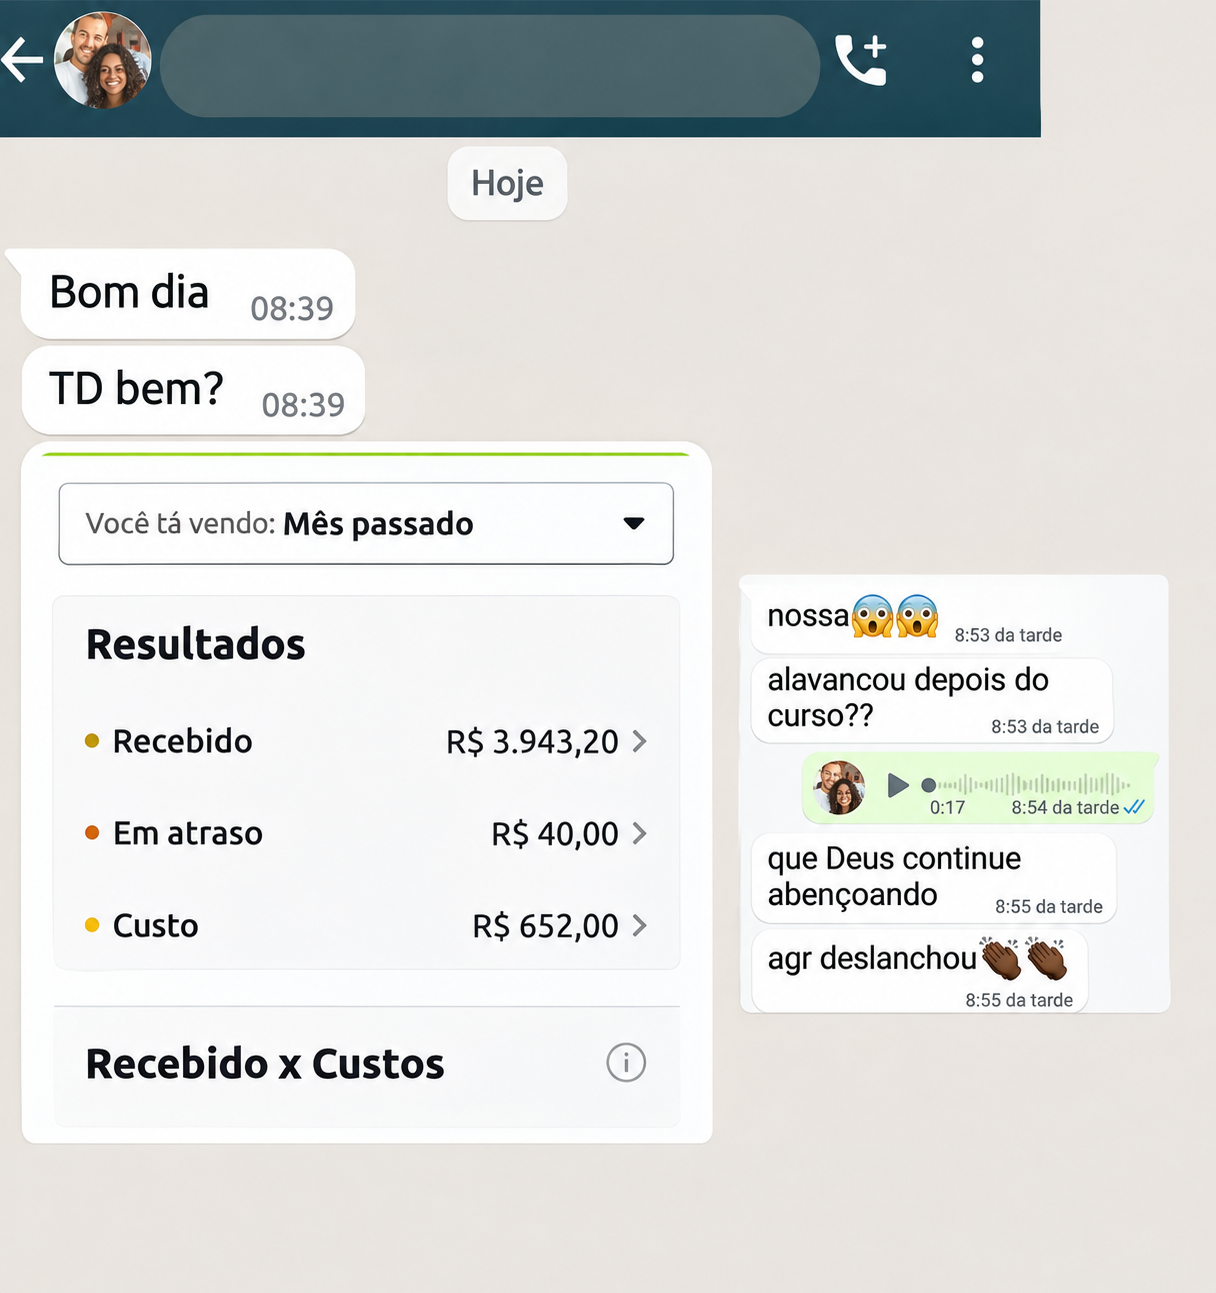 Hoje
Bom dia 08:39
TD bem? 08:39
Você tá vendo: Mês passado
Resultados
Recebido R$ 3.943,20
Em atraso R$ 40,00
Custo R$ 652,00
Recebido x Custos
nossa😱😱 8:53 da tarde
alavancou depois do
curso?? 8:53 da tarde
0:17 8:54 da tarde
que Deus continue
abençoando 8:55 da tarde
agr deslanchou👏🏿👏🏿
8:55 da tarde